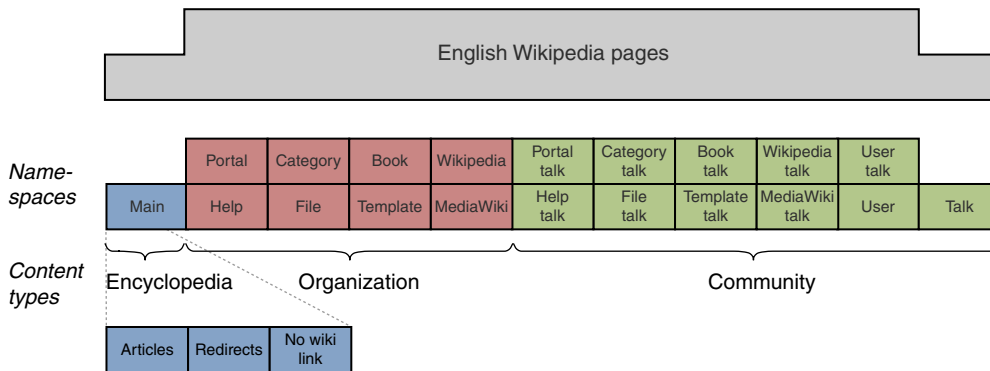 English Wikipedia pages
Name-
spaces
Portal
Category
Book
Wikipedia
Portal
talk
Category
talk
Book
talk
Wikipedia
talk
User
talk
Main
Help
File
Template
MediaWiki
Help
talk
File
talk
Template
talk
MediaWiki
talk
User
Talk
Content
types
Encyclopedia
Organization
Community
Articles
Redirects
No wiki
link